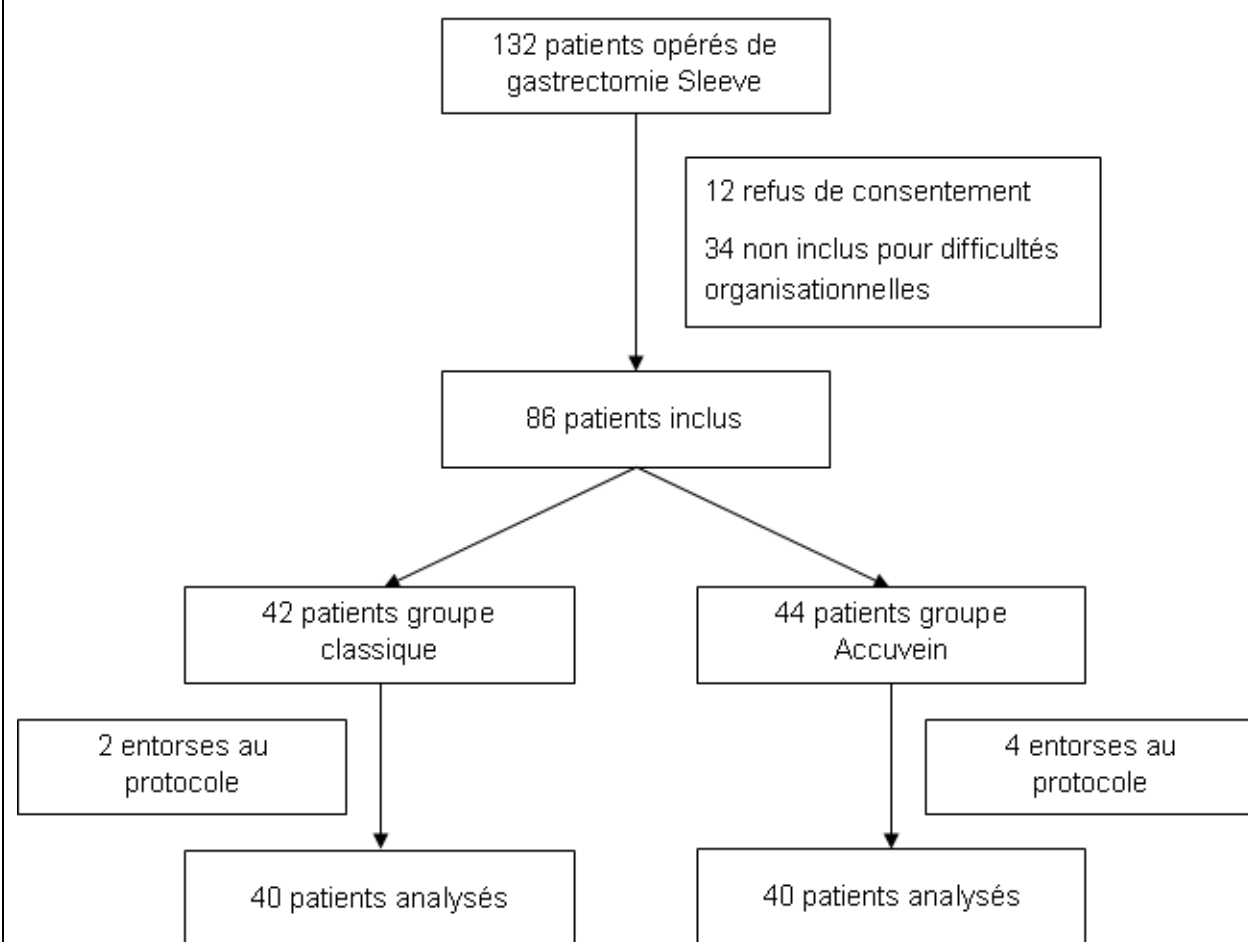 132 patients opérés de
gastrectomie Sleeve
12 refus de consentement
34 non inclus pour difficultés
organisationnelles
86 patients inclus
42 patients groupe
classique
44 patients groupe
Accuvein
2 entorses au
protocole
4 entorses au
protocole
40 patients analysés
40 patients analysés